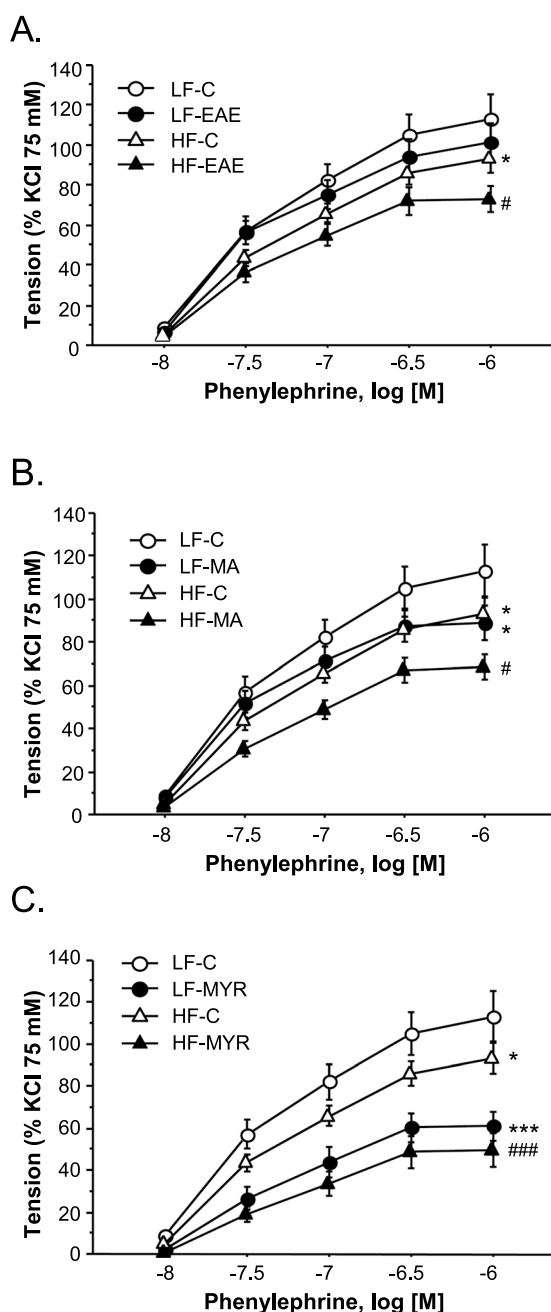 A.
140
LF-C
120
LF-EAE
HF-C
100
HF-EAE
*
80
#
60
40
20
0
Tension (% KCl 75 mM)
-8 -7.5 -7 -6.5 -6
Phenylephrine, log [M]
B.
140
LF-C
120
LF-MA
HF-C
100
HF-MA
*
*
80
#
60
40
20
0
Tension (% KCl 75 mM)
-8 -7.5 -7 -6.5 -6
Phenylephrine, log [M]
C.
140
LF-C
LF-MYR
120
HF-C
HF-MYR
100
*
80
60
***
###
40
20
0
Tension (% KCl 75 mM)
-8 -7.5 -7 -6.5 -6
Phenylephrine, log [M]